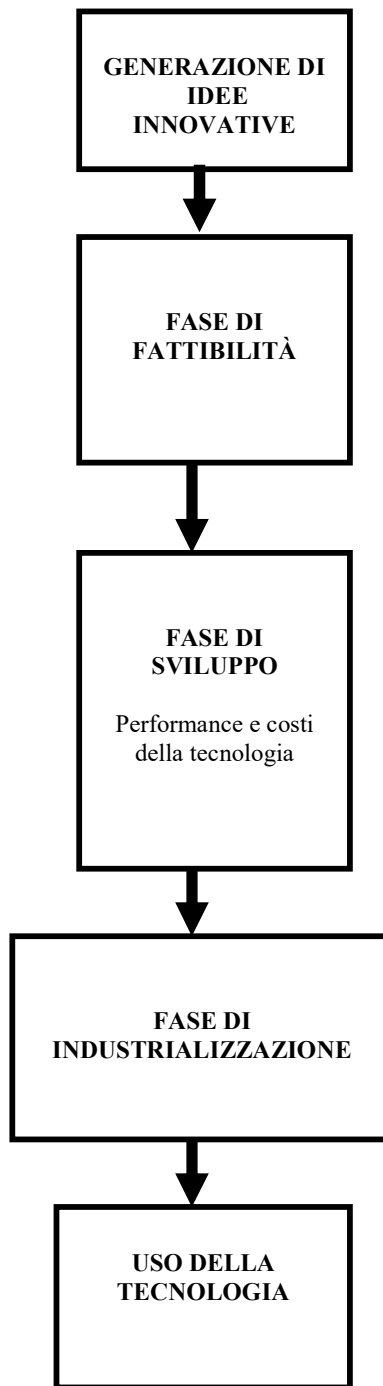 GENERAZIONE DI
IDEE
INNOVATIVE
FASE DI
FATTIBILITÀ
FASE DI
SVILUPPO
Performance e costi
della tecnologia
FASE DI
INDUSTRIALIZZAZIONE
USO DELLA
TECNOLOGIA